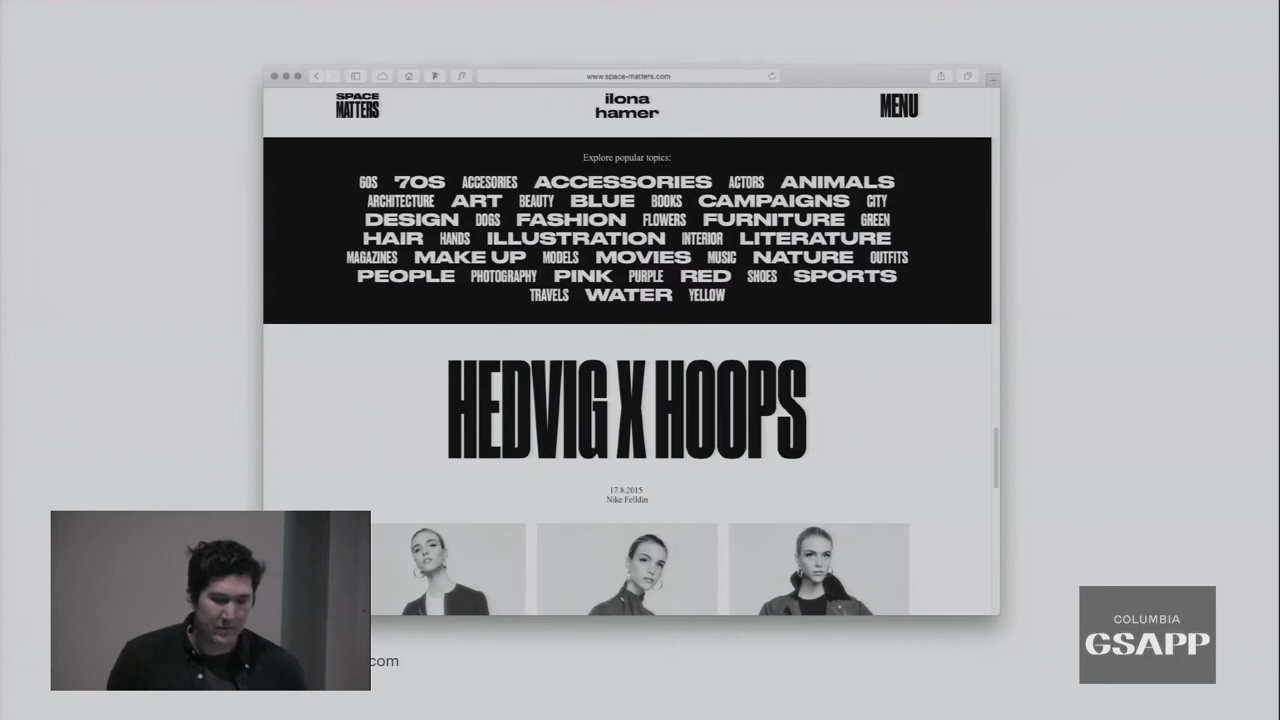 www.space-matters.com
SPACE
MATTERS
ilona
hamer
MENU
Explore popular topics:
60S 70S ACCESORIES ACCESSORIES ACTORS ANIMALS
ARCHITECTURE ART BEAUTY BLUE BOOKS CAMPAIGNS CITY
DESIGN DOGS FASHION FLOWERS FURNITURE GREEN
HAIR HANDS ILLUSTRATION INTERIOR LITERATURE
MAGAZINES MAKE UP MODELS MOVIES MUSIC NATURE OUTFITS
PEOPLE PHOTOGRAPHY PINK PURPLE RED SHOES SPORTS
TRAVELS WATER YELLOW
HEDVIG X HOOPS
17.8.2015
Nike Felldin
.com
COLUMBIA
GSAPP